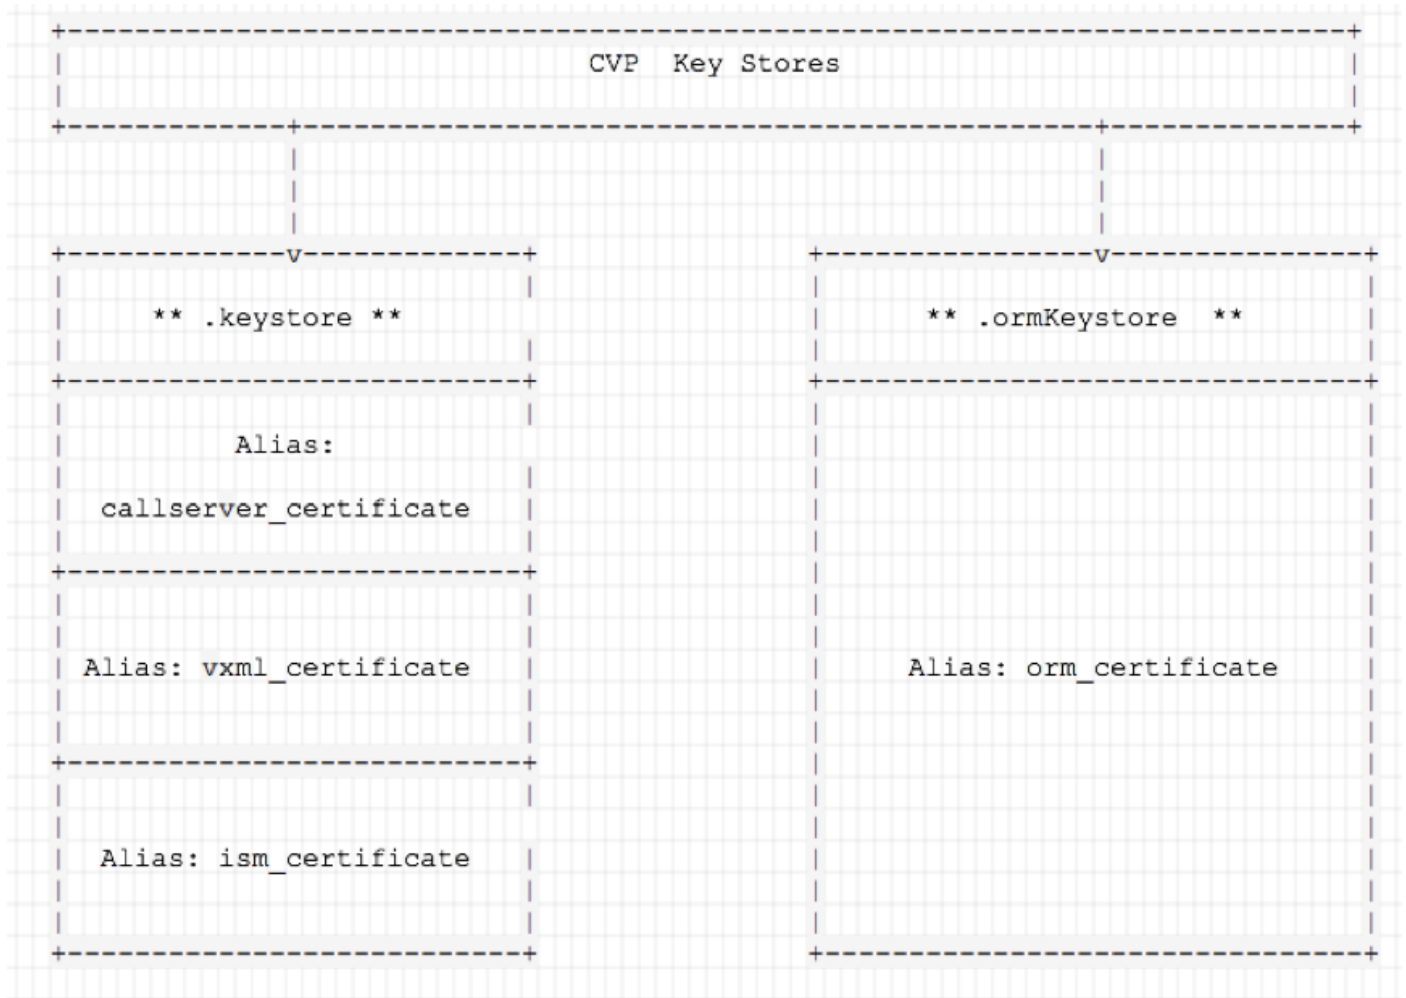 CVP  Key Stores
** .keystore **
Alias:
callserver_certificate
Alias: vxml_certificate
Alias: ism_certificate
** .ormKeystore  **
Alias: orm_certificate